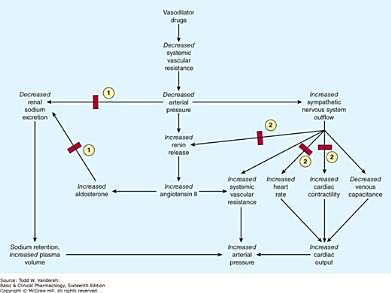 Vasodilator
drugs
Decreased
systemic
vascular
resistance
Decreased
renal
sodium
excretion
1
Decreased
arterial
pressure
Increased
sympathetic
nervous system
outflow
2
Increased
renin
release
1
2
2
Increased
aldosterone
Increased
angiotensin II
Increased
systemic
vascular
resistance
Increased
heart
rate
Increased
cardiac
contractility
Decreased
venous
capacitance
Sodium retention,
increased plasma
volume
Increased
arterial
pressure
Increased
cardiac
output
Source: Todd W. Vanderah:
Basic & Clinical Pharmacology, Sixteenth Edition
Copyright © McGraw Hill. All rights reserved.